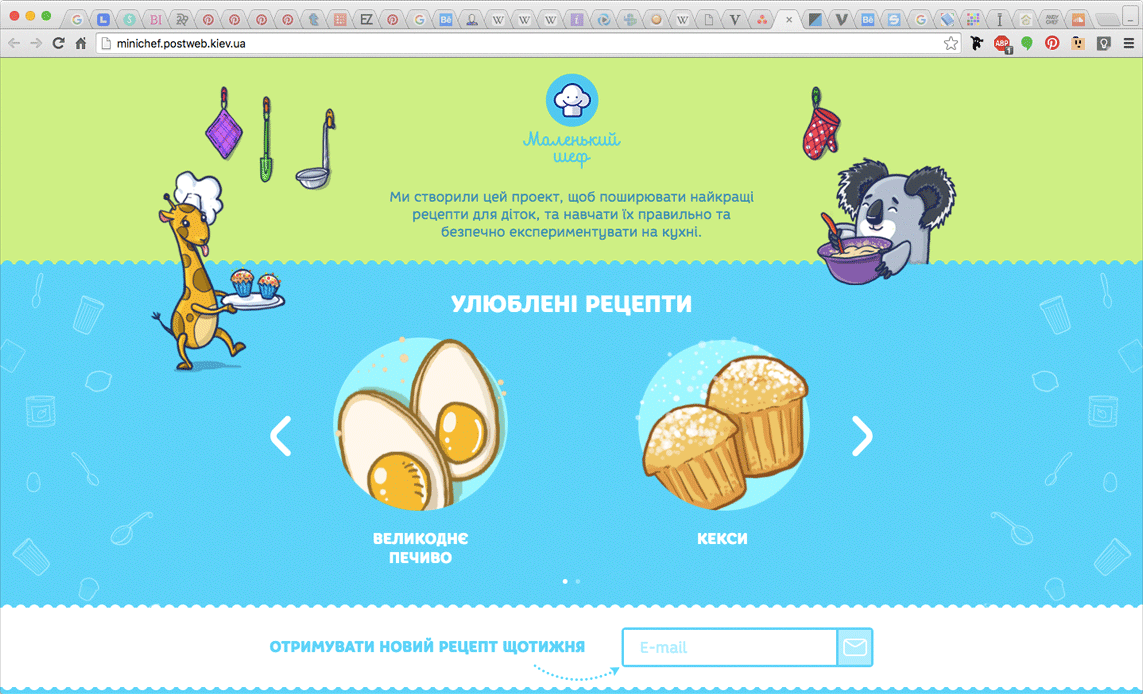 minichef.postweb.kiev.ua
Маленький
шеф
Ми створили цей проект, щоб поширювати найкращі
рецепти для діток, та навчати їх правильно та
безпечно експериментувати на кухні.
УЛЮБЛЕНІ РЕЦЕПТИ
ВЕЛИКОДНЄ
ПЕЧИВО
КЕКСИ
ОТРИМУВАТИ НОВИЙ РЕЦЕПТ ЩОТИЖНЯ
E-mail